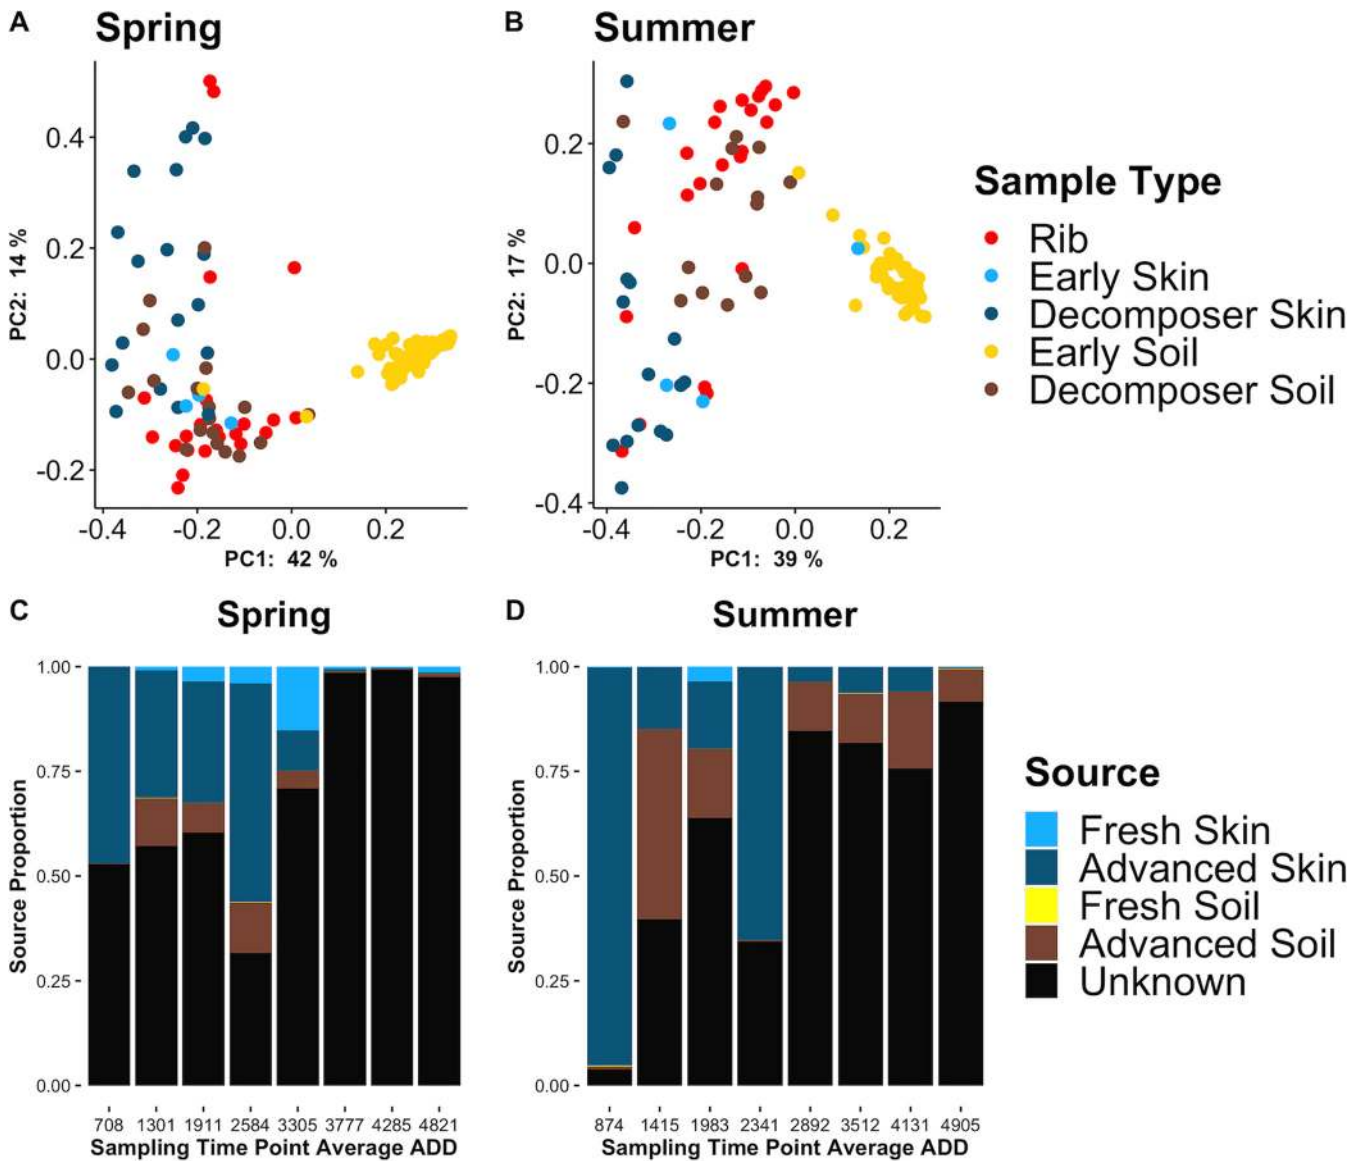 A Spring
B Summer
0.4
0.2
0.0
-0.2
PC2: 14 %
-0.4 -0.2 0.0 0.2
PC1: 42 %
0.2
0.0
-0.2
-0.4
PC2: 17 %
-0.4 -0.2 0.0 0.2
PC1: 39 %
Sample Type
Rib
Early Skin
Decomposer Skin
Early Soil
Decomposer Soil
C Spring
D Summer
1.00
0.75
0.50
0.25
0.00
Source Proportion
708 1301 1911 2584 3305 3777 4285 4821
Sampling Time Point Average ADD
1.00
0.75
0.50
0.25
0.00
Source Proportion
874 1415 1983 2341 2892 3512 4131 4905
Sampling Time Point Average ADD
Source
Fresh Skin
Advanced Skin
Fresh Soil
Advanced Soil
Unknown